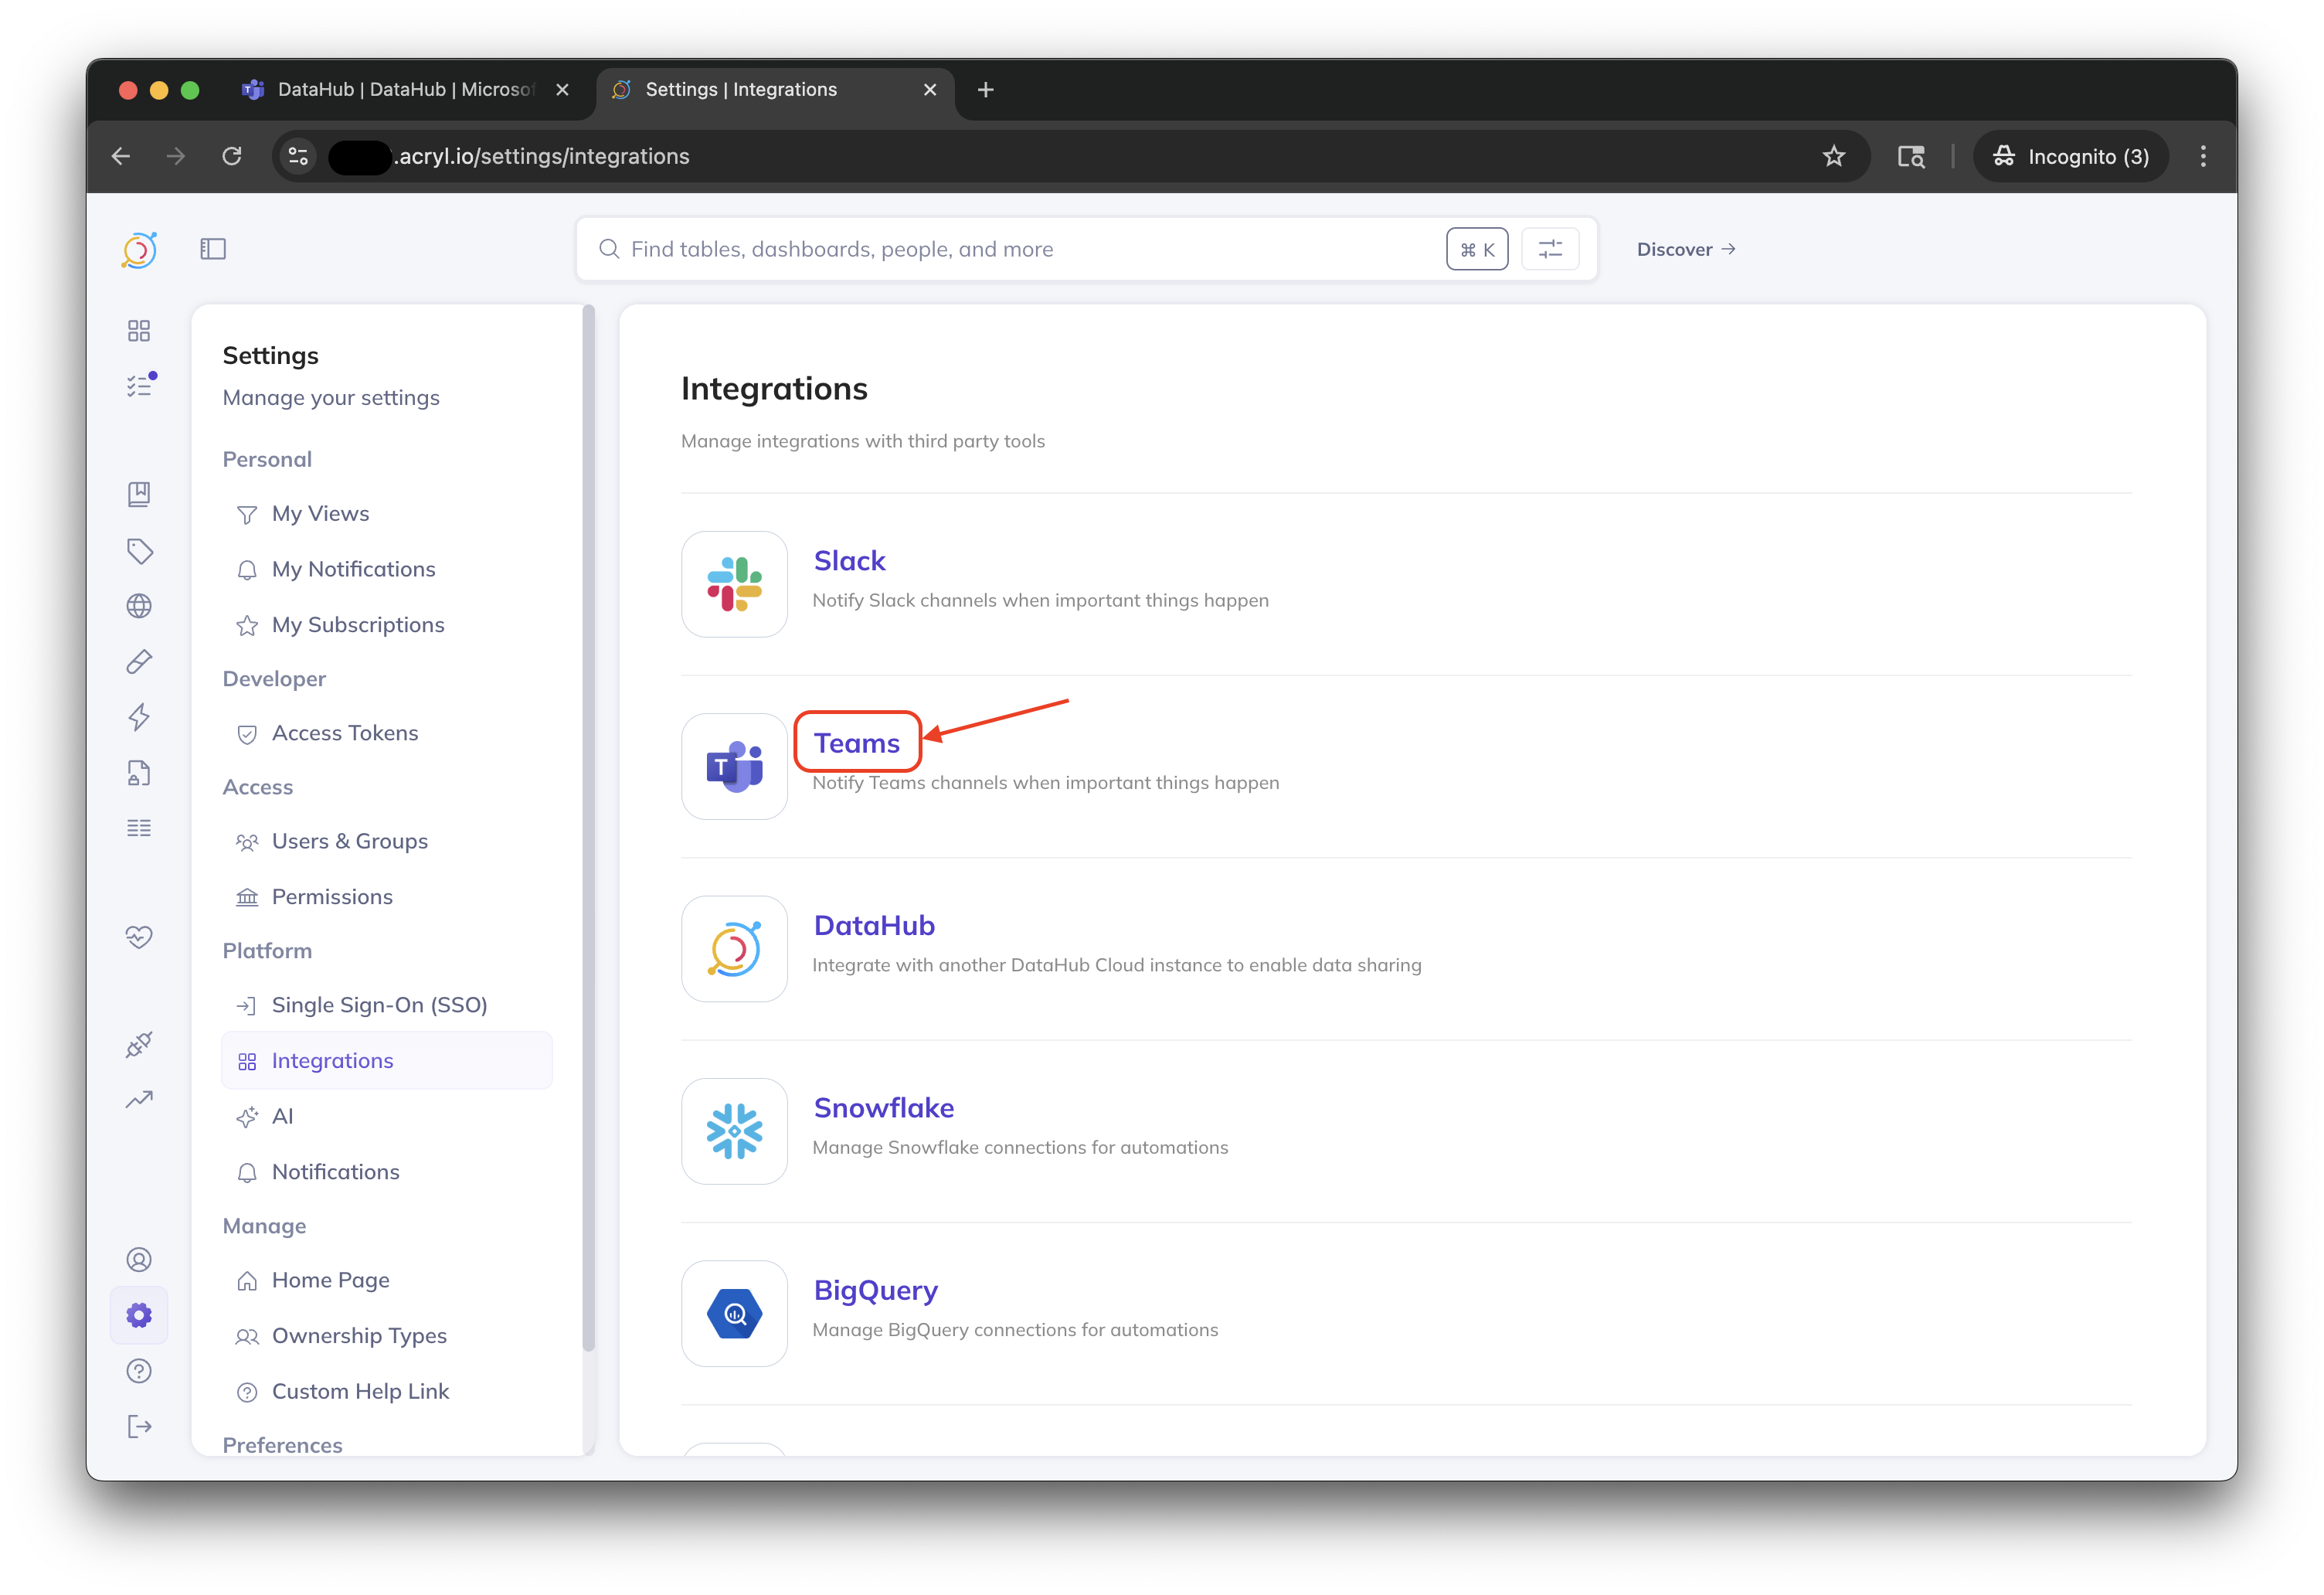 DataHub | DataHub | Microsof
Settings | Integrations
.acryl.io/settings/integrations
Incognito (3)
Find tables, dashboards, people, and more
⌘ K
Discover →
Settings
Manage your settings
Personal
My Views
My Notifications
My Subscriptions
Developer
Access Tokens
Access
Users & Groups
Permissions
Platform
Single Sign-On (SSO)
Integrations
AI
Notifications
Manage
Home Page
Ownership Types
Custom Help Link
Preferences
Integrations
Manage integrations with third party tools
Slack
Notify Slack channels when important things happen
T
Teams
Notify Teams channels when important things happen
DataHub
Integrate with another DataHub Cloud instance to enable data sharing
Snowflake
Manage Snowflake connections for automations
BigQuery
Manage BigQuery connections for automations